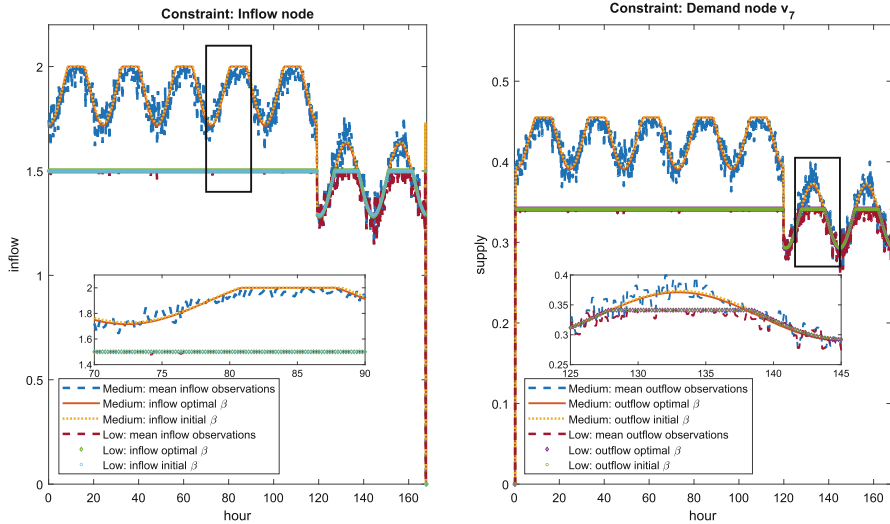 Constraint: Inflow node
2
1.5
1
0.5
0
inflow
0 20 40 60 80 100 120 140 160
hour
2
1.8
1.6
1.4
70 75 80 85 90
Medium: mean inflow observations
Medium: inflow optimal β
Medium: inflow initial β
Low: mean inflow observations
Low: inflow optimal β
Low: inflow initial β
Constraint: Demand node v₇
0.5
0.4
0.3
0.2
0.1
0
supply
0 20 40 60 80 100 120 140 160
hour
0.4
0.35
0.3
0.25
125 130 135 140 145
Medium: mean outflow observations
Medium: outflow optimal β
Medium: outflow initial β
Low: mean outflow observations
Low: outflow optimal β
Low: outflow initial β